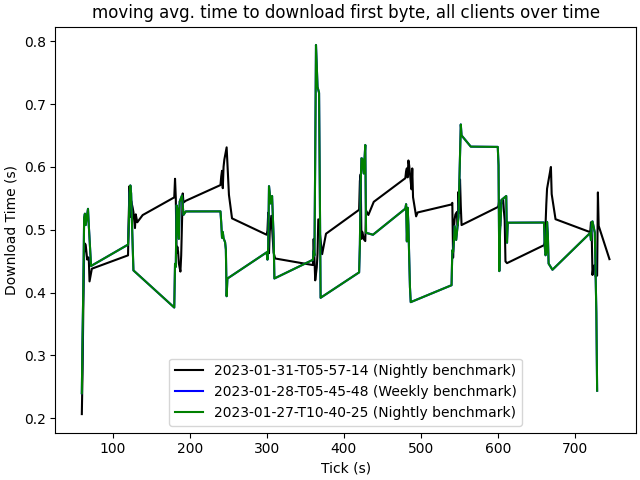 moving avg. time to download first byte, all clients over time
Download Time (s)
0.8
0.7
0.6
0.5
0.4
0.3
0.2
2023-01-31-T05-57-14 (Nightly benchmark)
2023-01-28-T05-45-48 (Weekly benchmark)
2023-01-27-T10-40-25 (Nightly benchmark)
100 200 300 400 500 600 700
Tick (s)